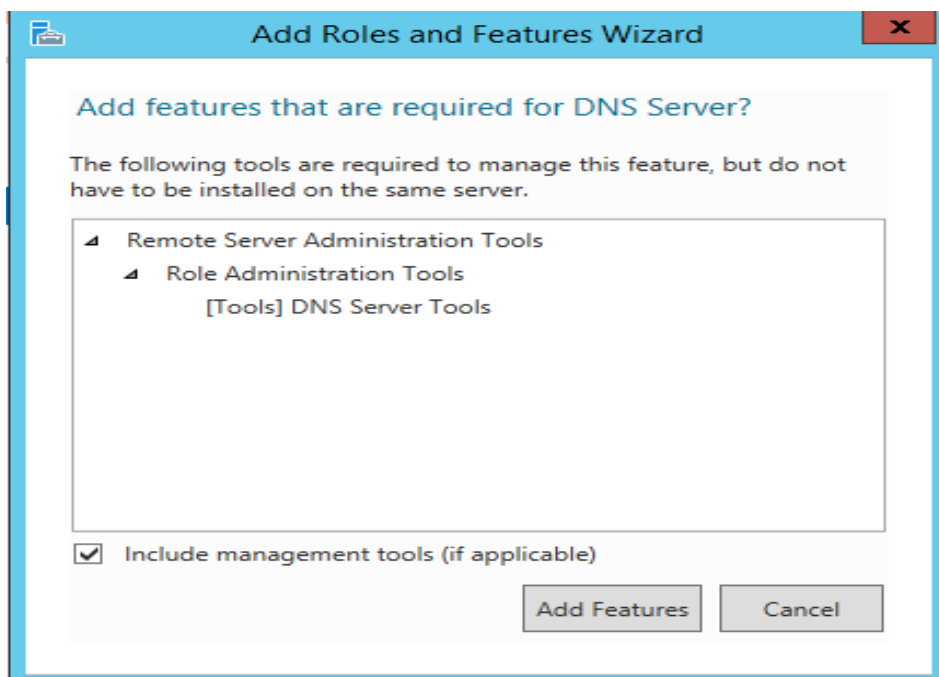 Add Roles and Features Wizard
x
Add features that are required for DNS Server?
The following tools are required to manage this feature, but do not
have to be installed on the same server.
Remote Server Administration Tools
Role Administration Tools
[Tools] DNS Server Tools
Include management tools (if applicable)
Add Features
Cancel